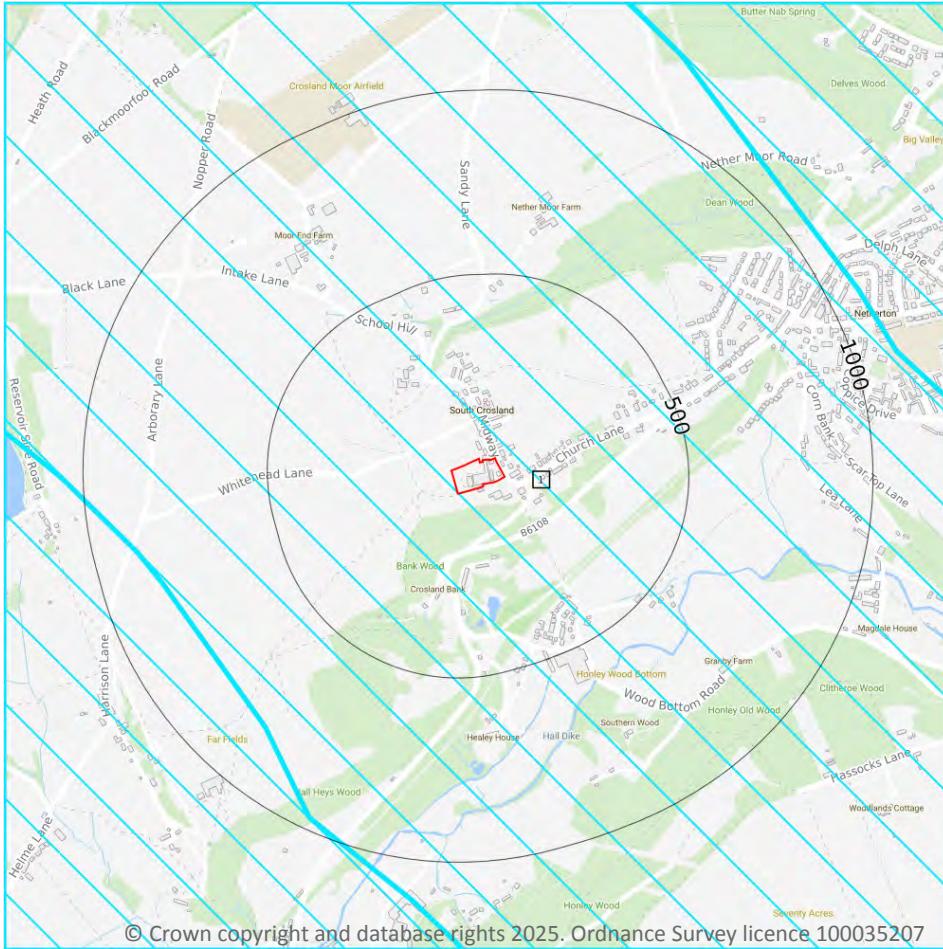 Butter Nab Spring
Heath Road
Blackmoorfoot Road
Crosland Moor Airfield
Delves Wood
Big Valley
Nopper Road
Sandy Lane
Nether Moor Road
Nether Moor Farm
Dean Wood
Moor End Farm
Delph Lane
Black Lane
Intake Lane
School Hill
Netherton
1000
Reservoir Side Road
Arborary Lane
South Crosland
Midway
500
Church Lane
Corn Bank
Coppice Drive
Scar Top Lane
Whitehead Lane
1
Lea Lane
B6108
Bank Wood
Crosland Bank
Magdale House
Harrison Lane
Honley Wood Bottom
Granby Farm
Clitheroe Wood
Wood Bottom Road
Honley Old Wood
Far Fields
Healey House
Hall Dike
Southern Wood
Hassocks Lane
Hall Heys Wood
Woodlands Cottage
Helme Lane
Honley Wood
Seventy Acres
© Crown copyright and database rights 2025. Ordnance Survey licence 100035207